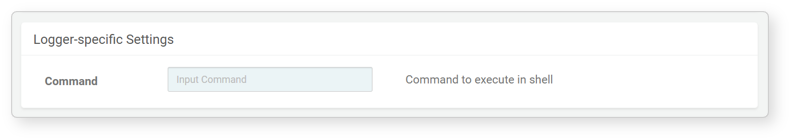 Logger-specific Settings
Command Input Command Command to execute in shell